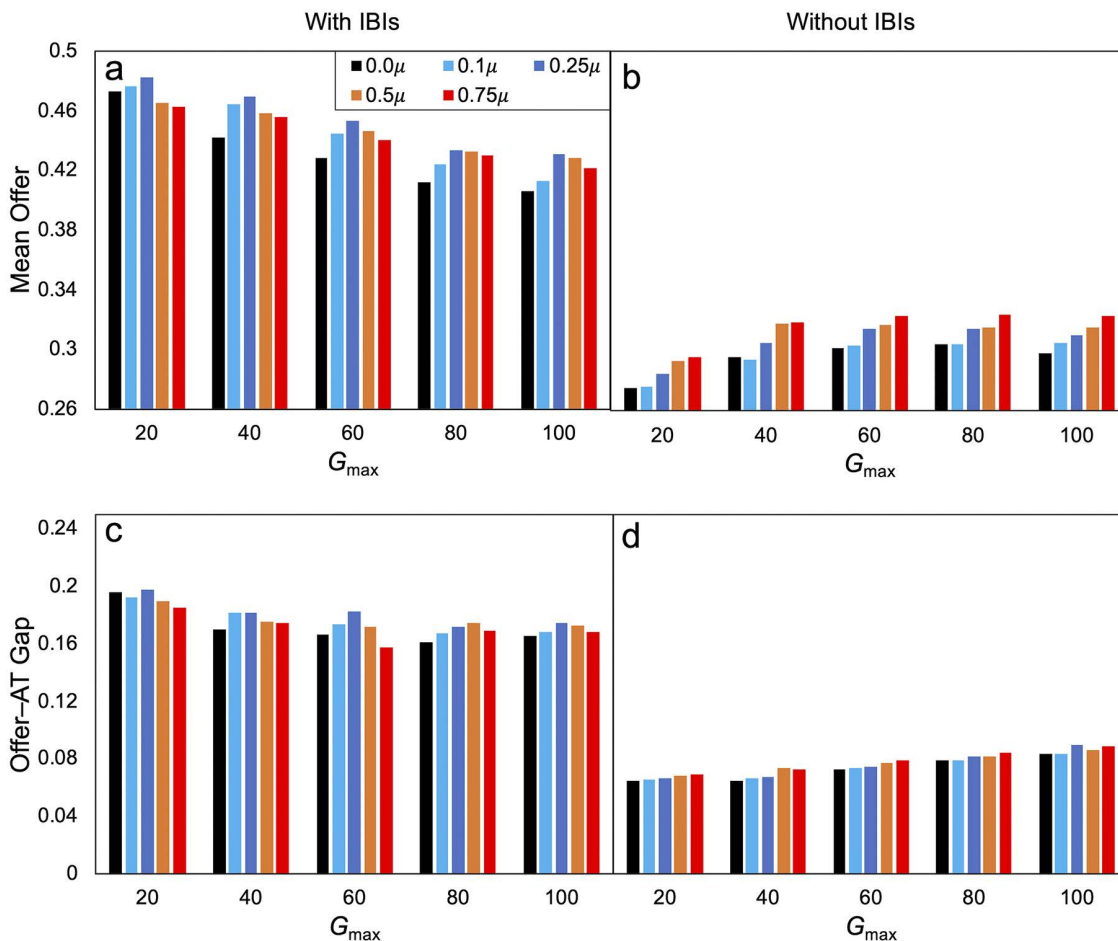 With IBIs
Without IBIs
a
0.0μ 0.1μ 0.25μ
0.5μ 0.75μ
b
Mean Offer
0.5
0.46
0.42
0.38
0.34
0.3
0.26
20 40 60 80 100
Gmax
20 40 60 80 100
Gmax
c
d
Offer–AT Gap
0.24
0.2
0.16
0.12
0.08
0.04
0
20 40 60 80 100
Gmax
20 40 60 80 100
Gmax